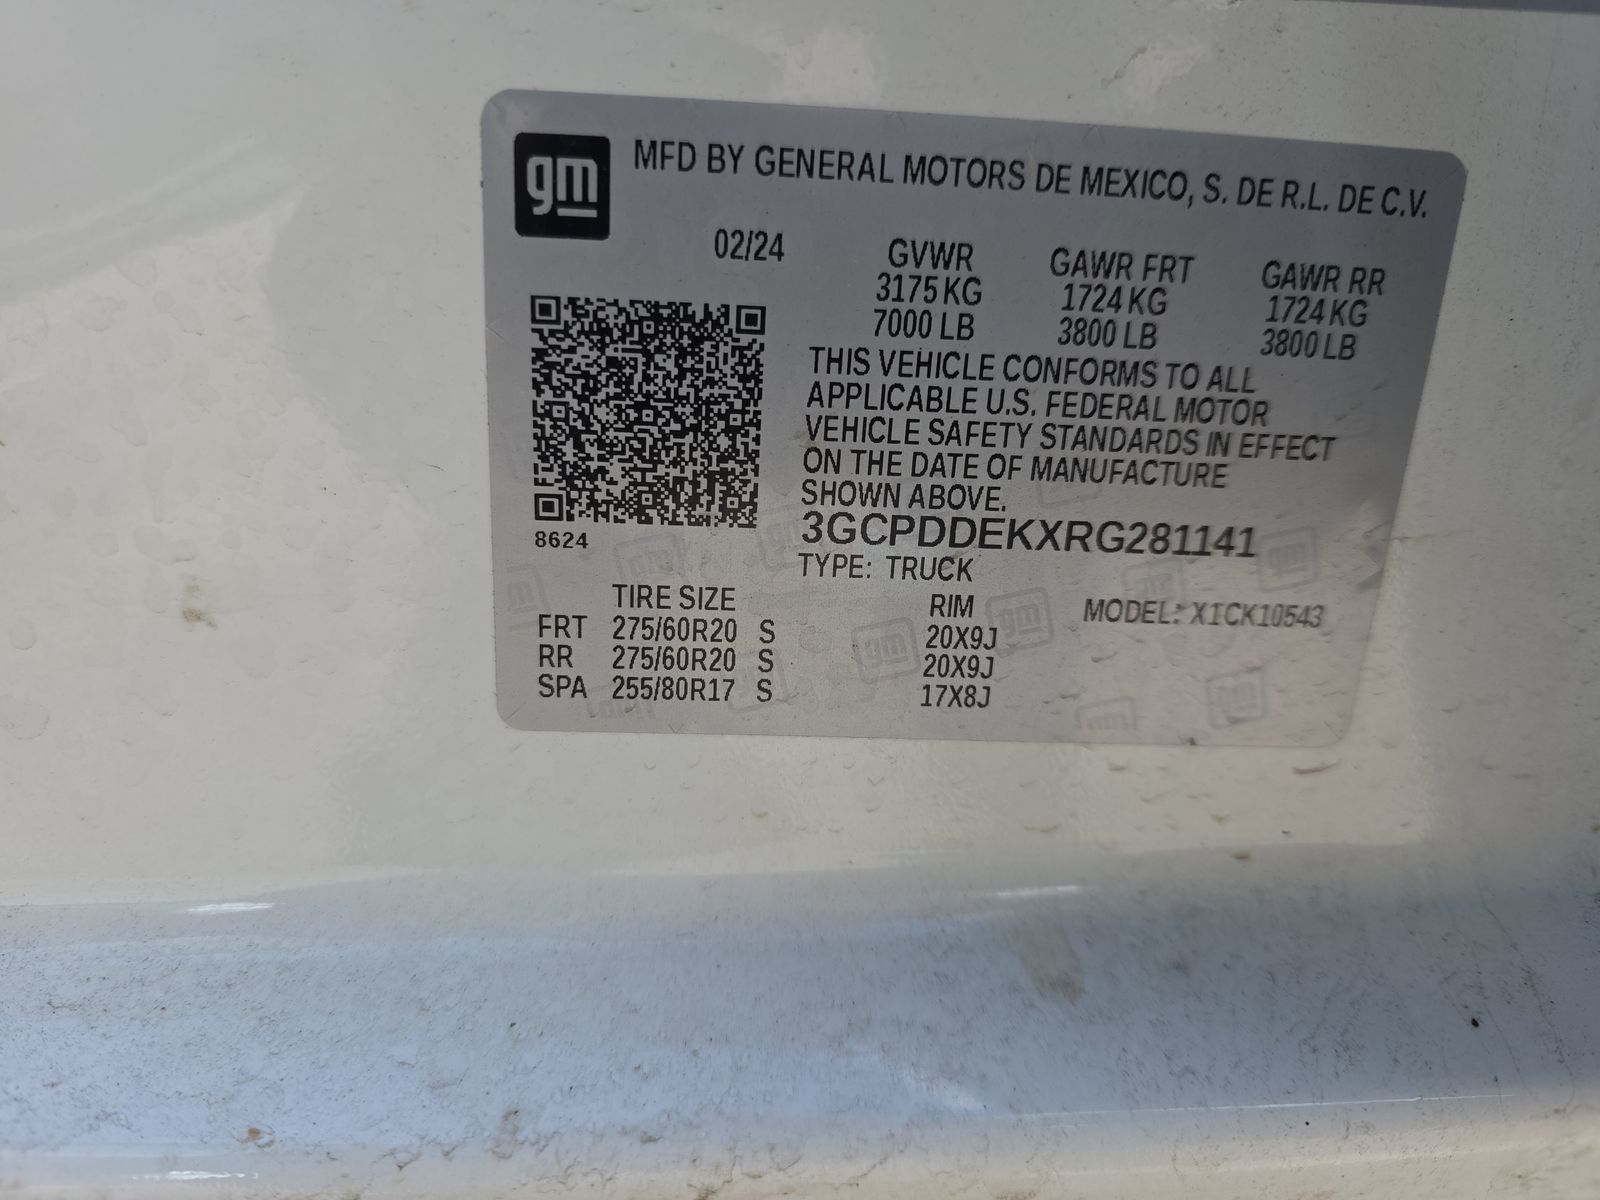 gm
MFD BY GENERAL MOTORS DE MEXICO, S. DE R.L. DE C.V.
02/24 GVWR GAWR FRT GAWR RR
3175 KG 1724 KG 1724 KG
7000 LB 3800 LB 3800 LB
THIS VEHICLE CONFORMS TO ALL
APPLICABLE U.S. FEDERAL MOTOR
VEHICLE SAFETY STANDARDS IN EFFECT
ON THE DATE OF MANUFACTURE
SHOWN ABOVE.
8624
3GCPDDEKXRG281141
TYPE: TRUCK
TIRE SIZE RIM MODEL: X1CK10543
FRT 275/60R20 S 20X9J
RR 275/60R20 S 20X9J
SPA 255/80R17 S 17X8J